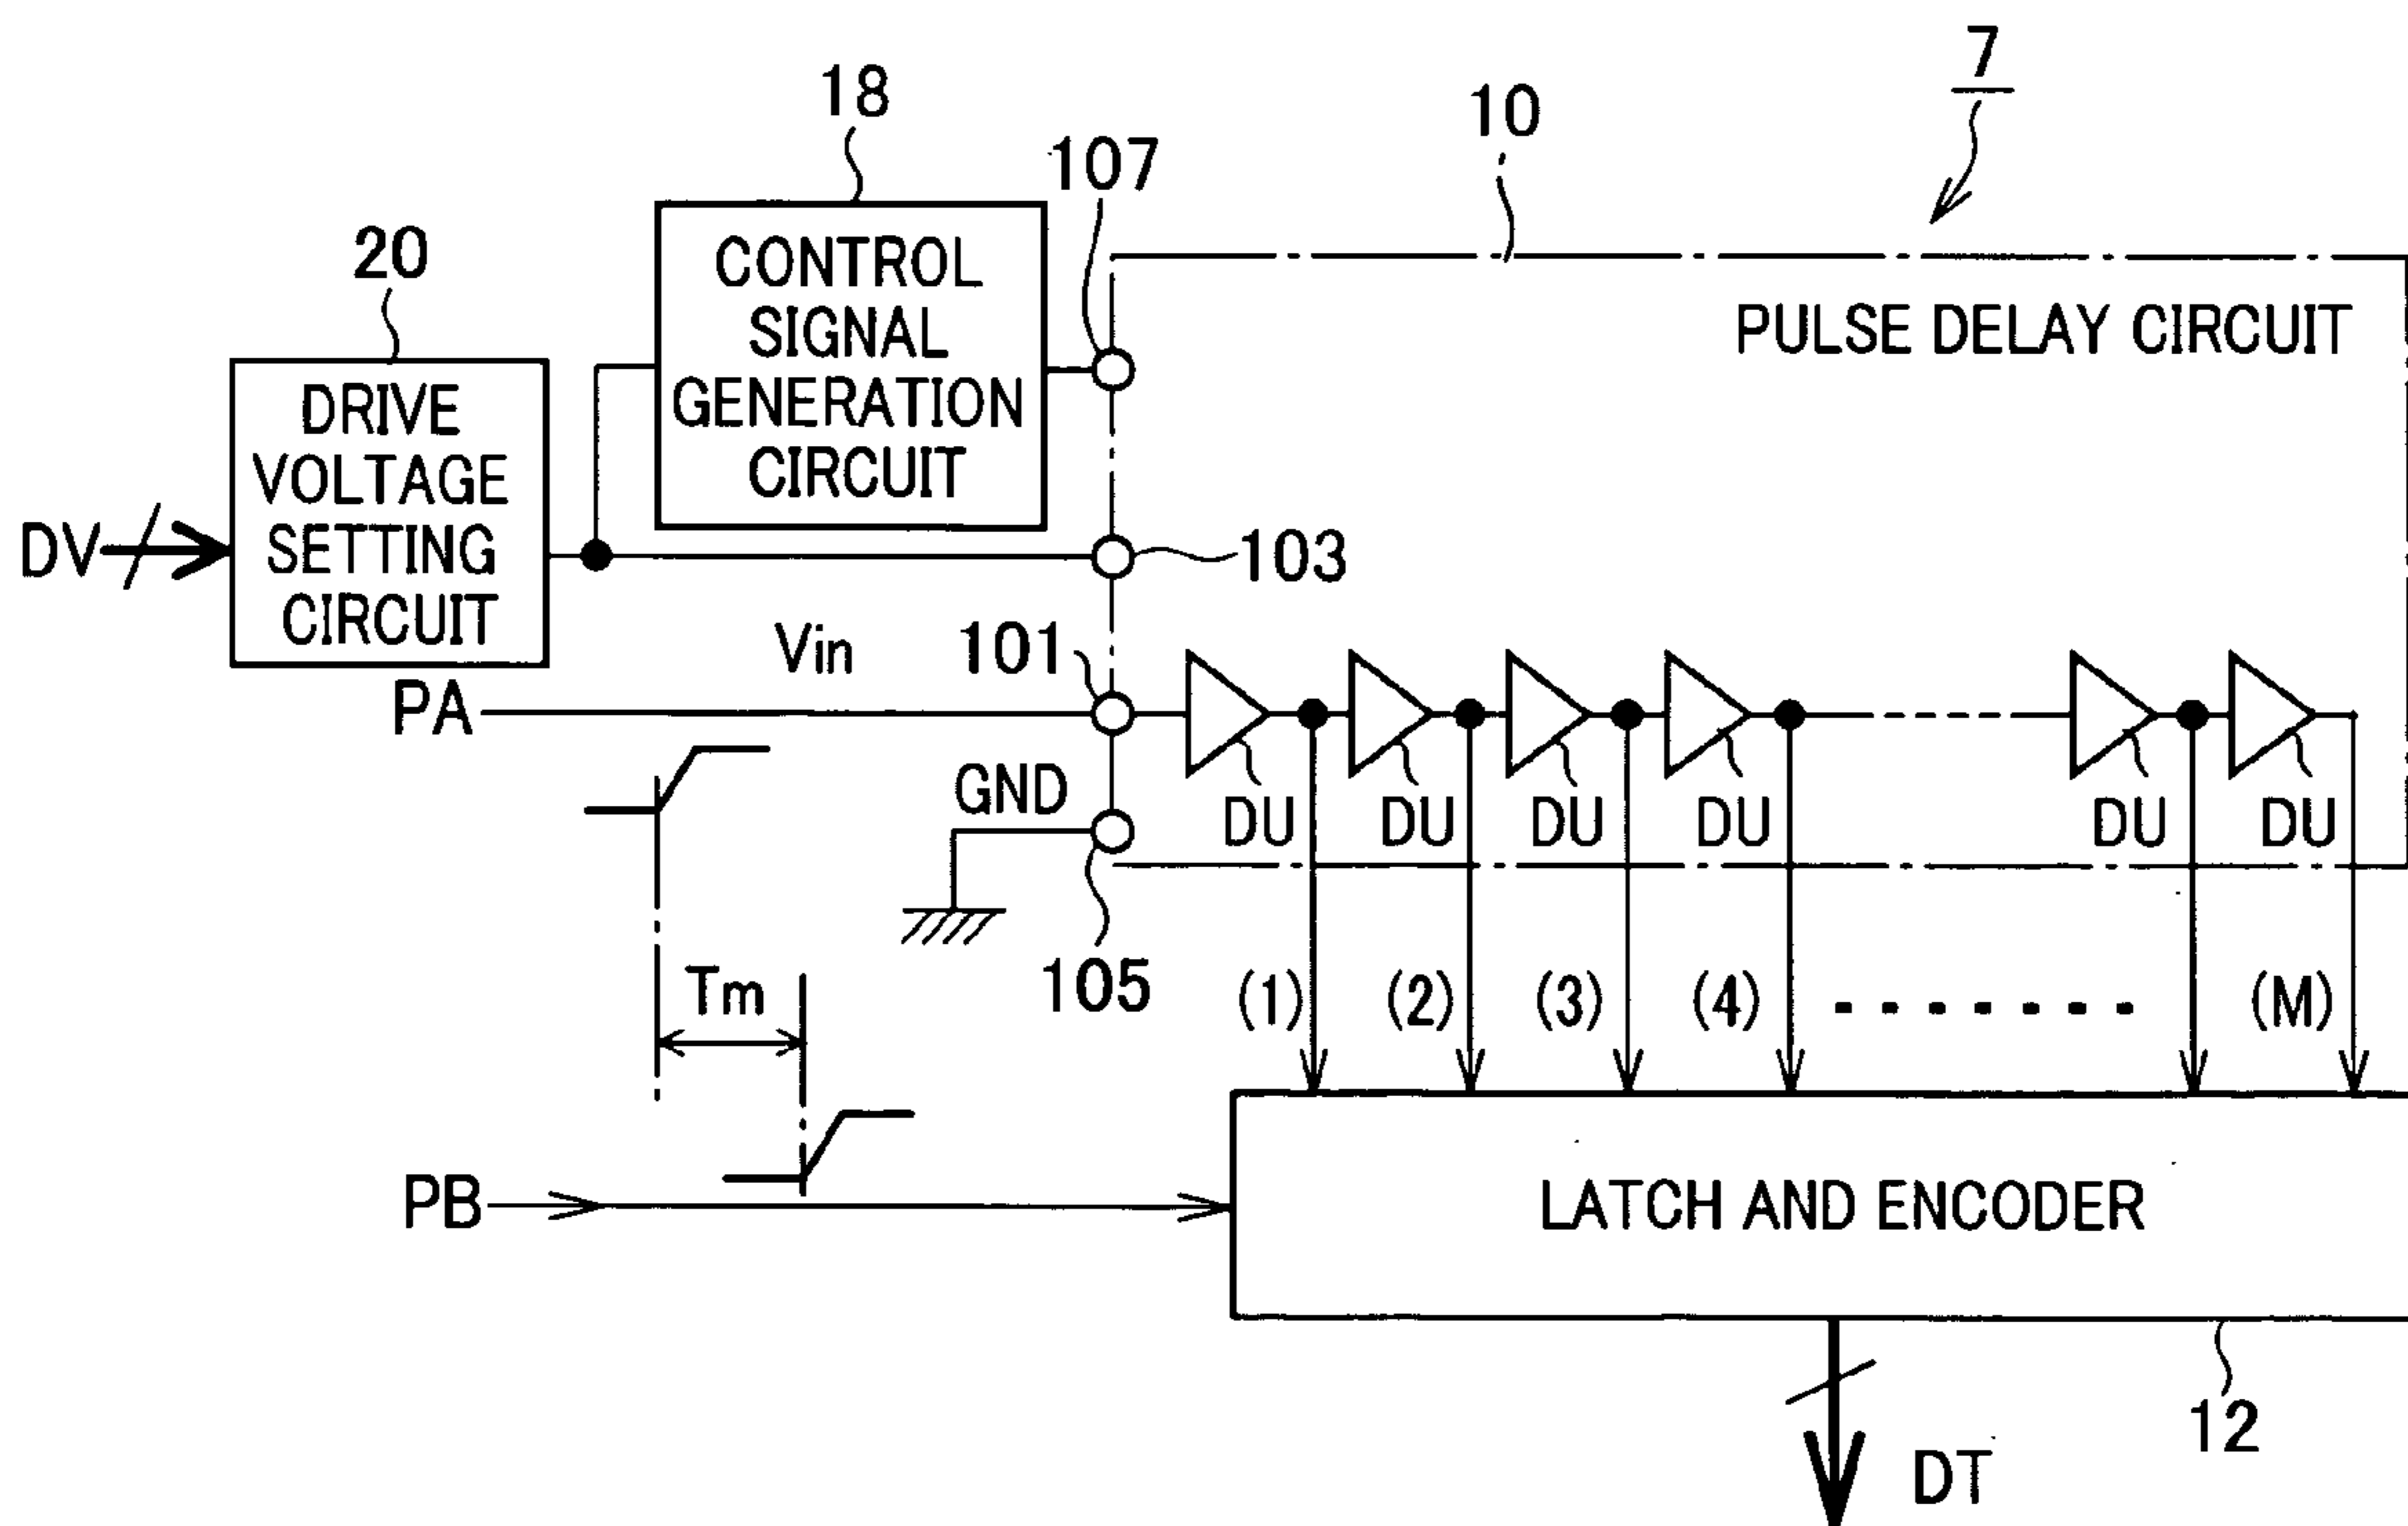 7
18
10
107
20
CONTROL
SIGNAL
GENERATION
CIRCUIT
PULSE DELAY CIRCUIT
DRIVE
VOLTAGE
SETTING
CIRCUIT
DV
103
Vin
101
PA
GND
DU DU DU DU DU DU
105
Tm
(1) (2) (3) (4) (M)
PB
LATCH AND ENCODER
12
DT